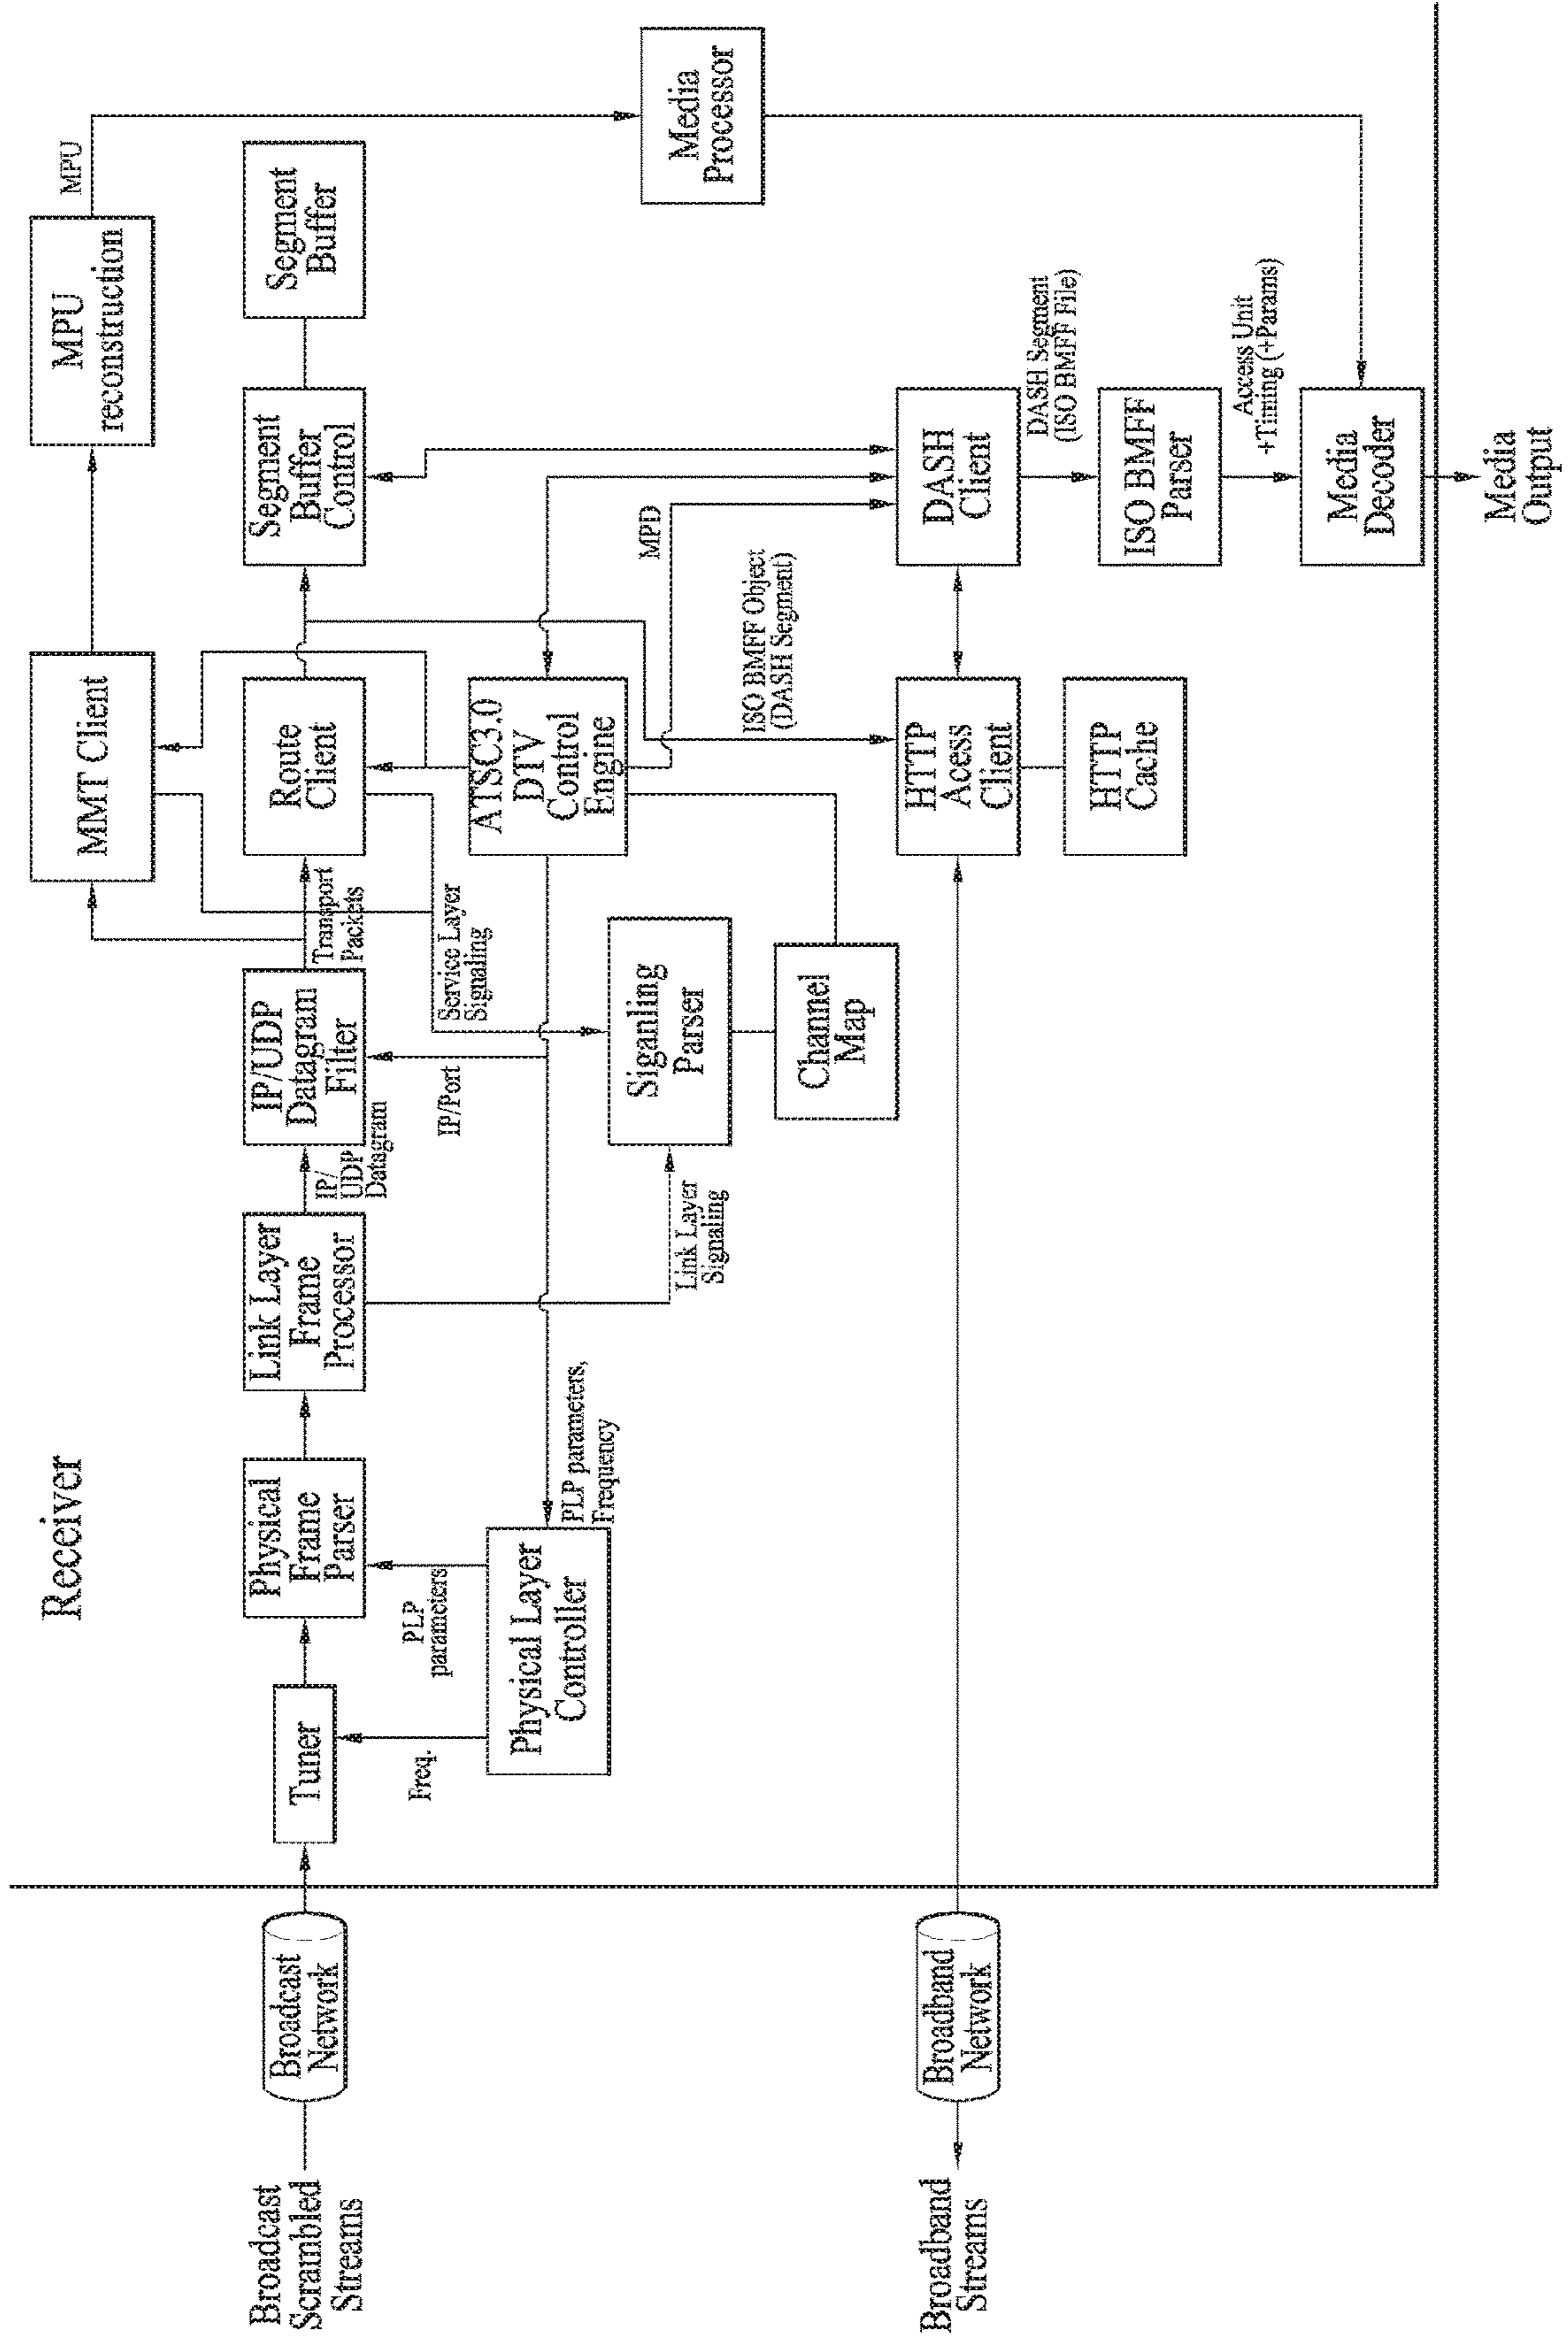 Receiver
MMT Client
MPU
reconstruction
MPU
Broadcast
Scrambled
Streams
Broadcast
Network
Tuner
Physical
Frame
Parser
Link Layer
Frame
Processor
IP/
UDP
Datagram
IP/UDP
Datagram
Filter
Transport
Packets
Route
Client
Segment
Buffer
Control
Segment
Buffer
Freq.
PLP
parameters
IP/Port
Service Layer
Signaling
Physical Layer
Controller
PLP parameters,
Frequency
ATSC3.0
DTV
Control
Engine
MPD
Media
Processor
Link Layer
Signaling
Siganling
Parser
Channel
Map
ISO BMFF Object
(DASH Segment)
Broadband
Streams
Broadband
Network
HTTP
Acess
Client
DASH
Client
DASH Segment
(ISO BMFF File)
HTTP
Cache
ISO BMFF
Parser
Access Unit
+Timing (+Params)
Media
Decoder
Media
Output